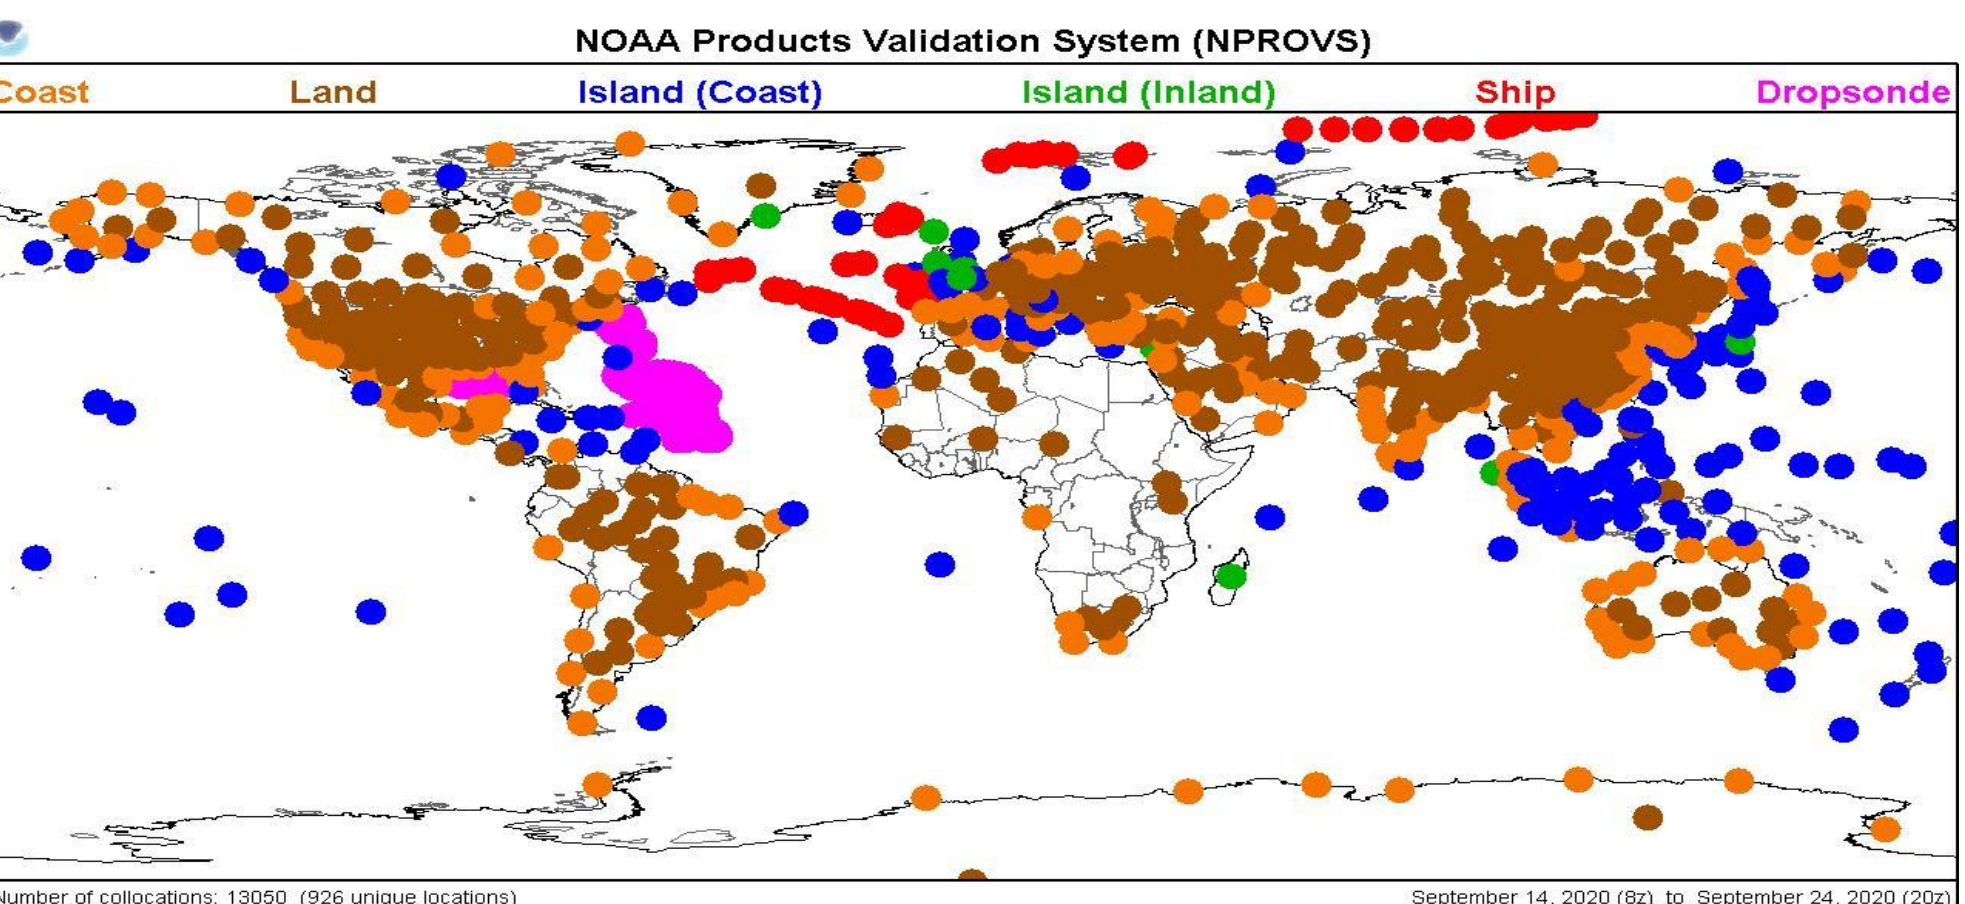 NOAA Products Validation System (NPROVS)
Coast Land Island (Coast) Island (Inland) Ship Dropsonde
Number of collocations: 13050 (926 unique locations) September 14, 2020 (8z) to September 24, 2020 (20z)